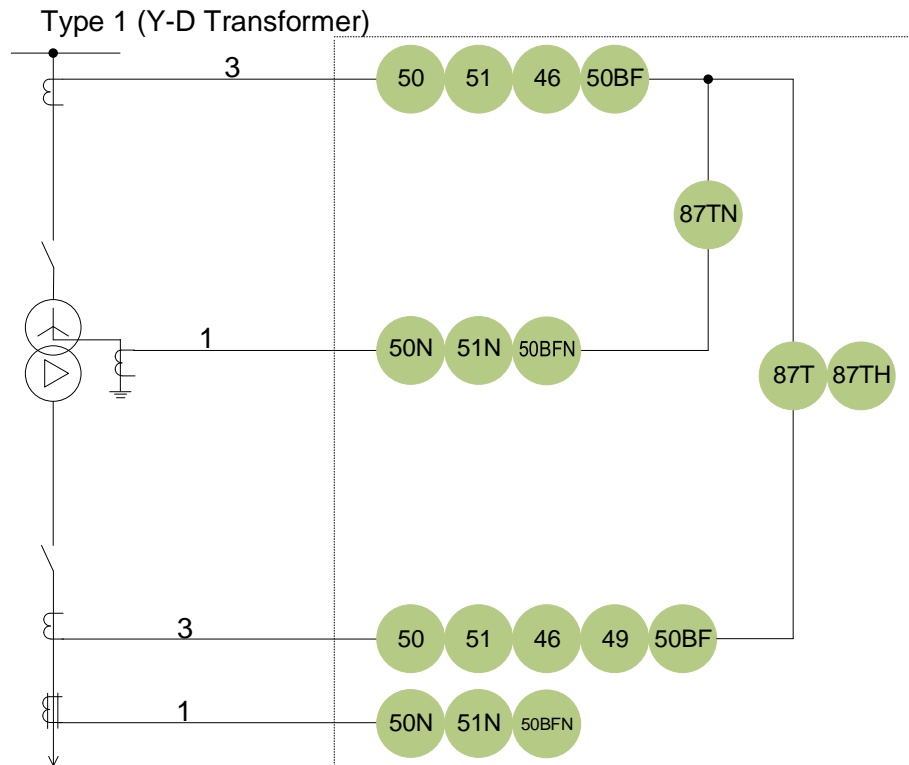 Type 1 (Y-D Transformer)
3 50 51 46 50BF
87TN
1 50N 51N 50BFN
87T 87TH
3 50 51 46 49 50BF
1 50N 51N 50BFN